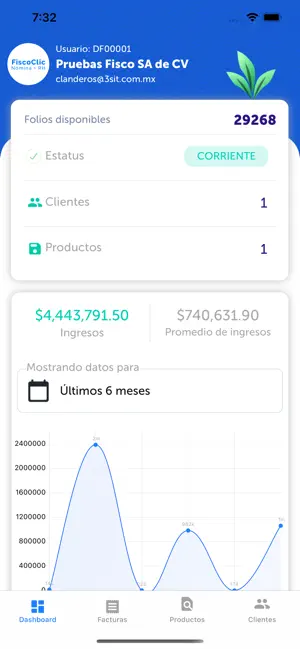 7:32
Usuario: DF00001
FiscoClic
Nómina + RH
Pruebas Fisco SA de CV
clanderos@3sit.com.mx
Folios disponibles
29268
Estatus
CORRIENTE
Clientes
1
Productos
1
$4,443,791.50
$740,631.90
Ingresos
Promedio de ingresos
Mostrando datos para
Últimos 6 meses
2400000
2000000
1600000
1200000
800000
400000
0
Dashboard
Facturas
Productos
Clientes